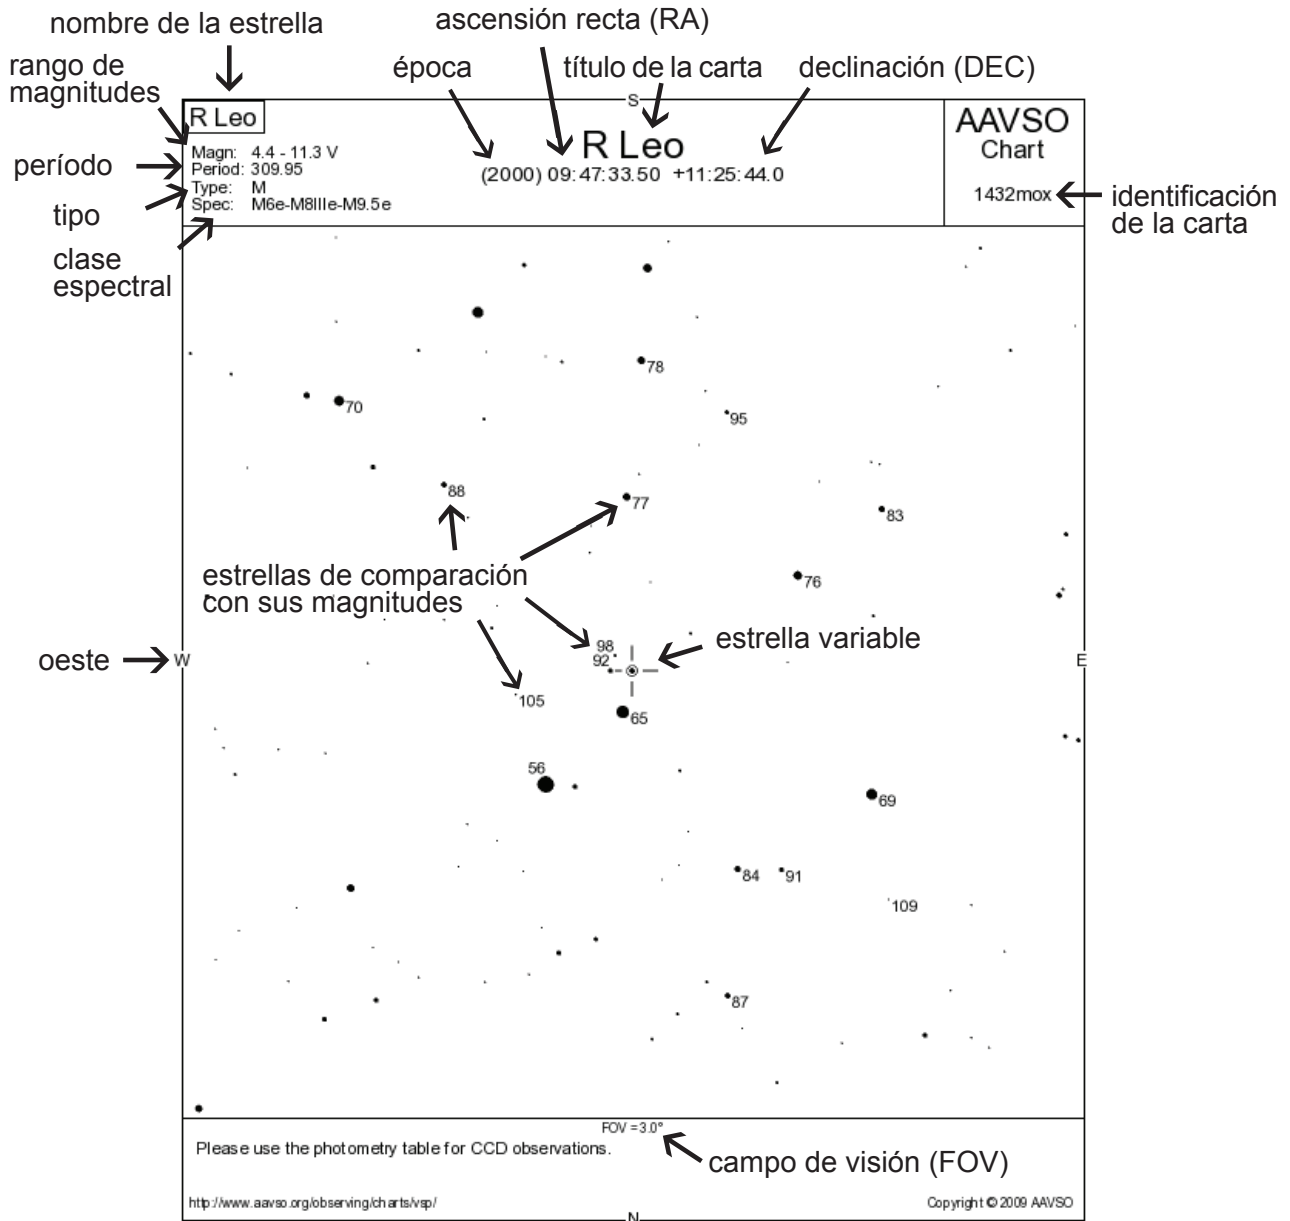 nombre de la estrella
ascensión recta (RA)
rango de
magnitudes
época
título de la carta
declinación (DEC)
período
tipo
clase
espectral
S
R Leo
Magn: 4.4 - 11.3 V
Period: 309.95
Type: M
Spec: M6e-M8IIIe-M9.5e
R Leo
(2000) 09:47:33.50 +11:25:44.0
AAVSO
Chart
1432mox
identificación
de la carta
78
70
95
88
77
83
76
estrellas de comparación
con sus magnitudes
estrella variable
98
92
oeste
W
E
105
65
56
69
84
91
109
87
FOV = 3.0°
Please use the photometry table for CCD observations.
campo de visión (FOV)
http://www.aavso.org/observing/charts/vsp/
Copyright © 2009 AAVSO
N